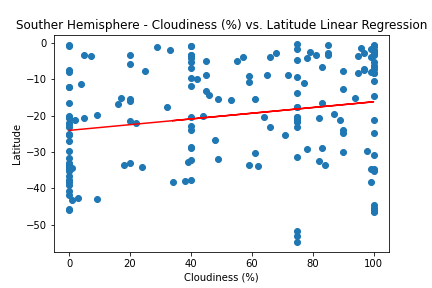 Souther Hemisphere - Cloudiness (%) vs. Latitude Linear Regression
0
−10
−20
−30
−40
−50
Latitude
0 20 40 60 80 100
Cloudiness (%)